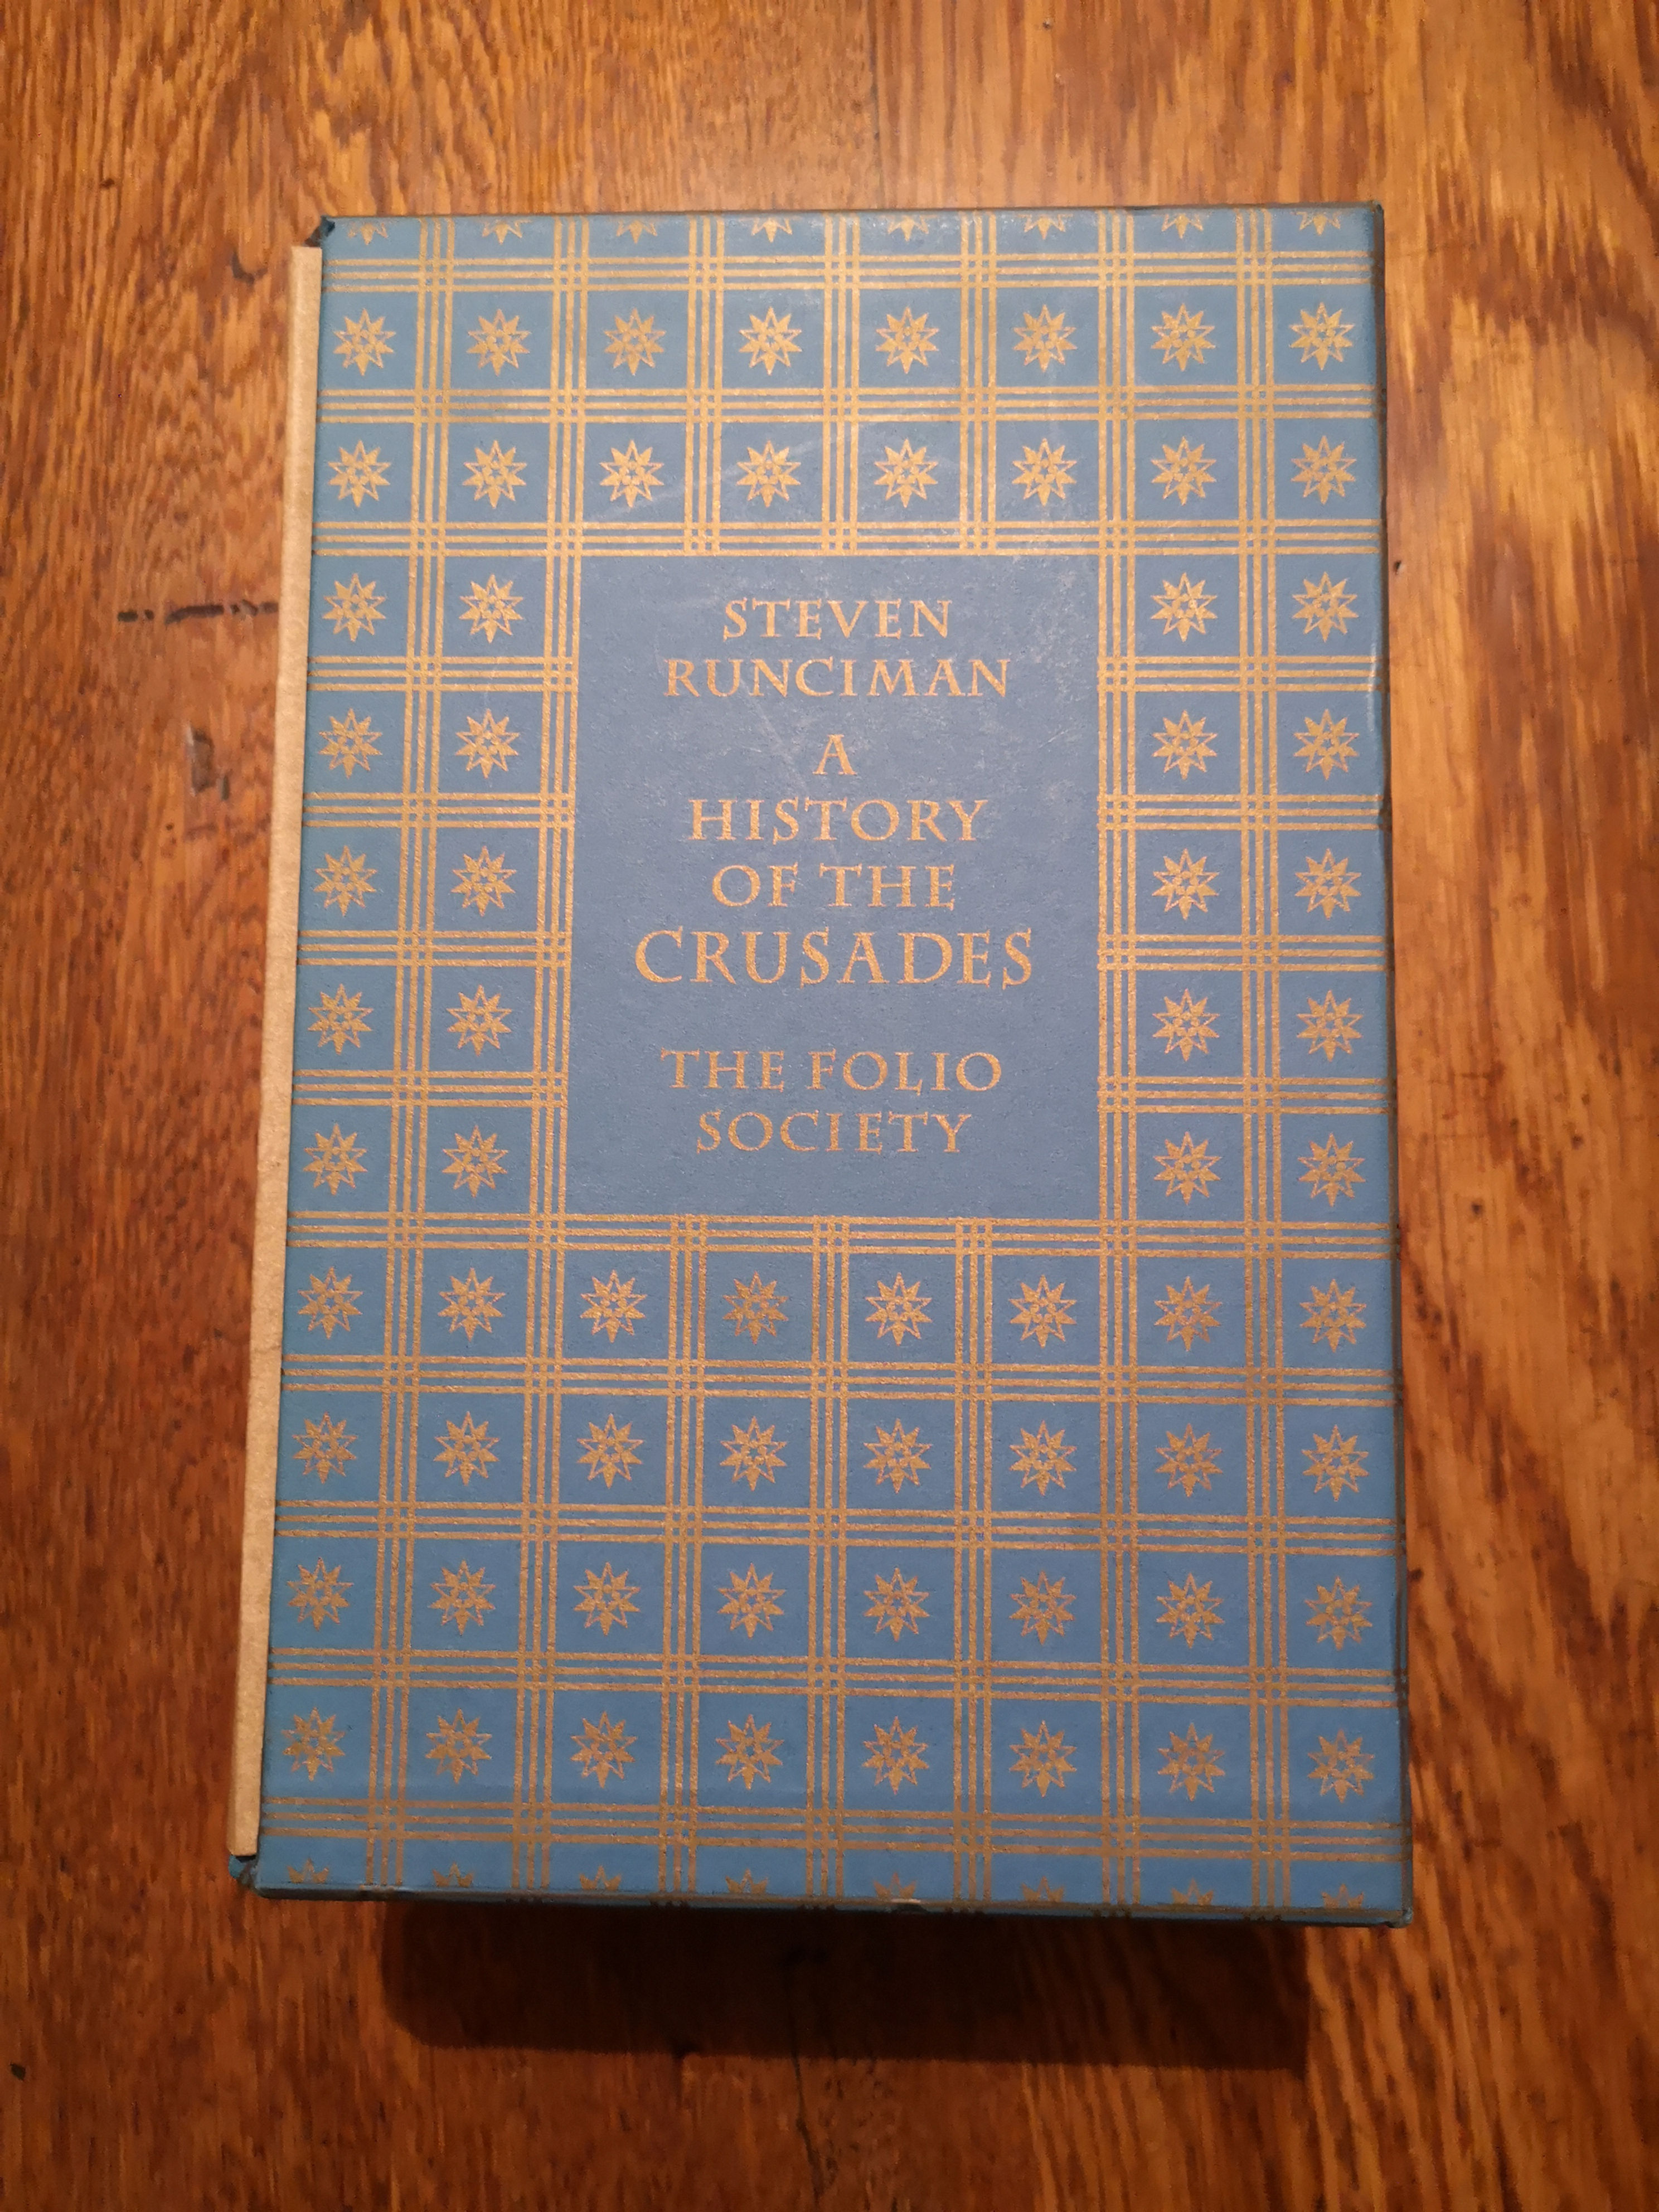 STEVEN
RUNCIMAN
A
HISTORY
OF THE
CRUSADES
THE FOLIO
SOCIETY